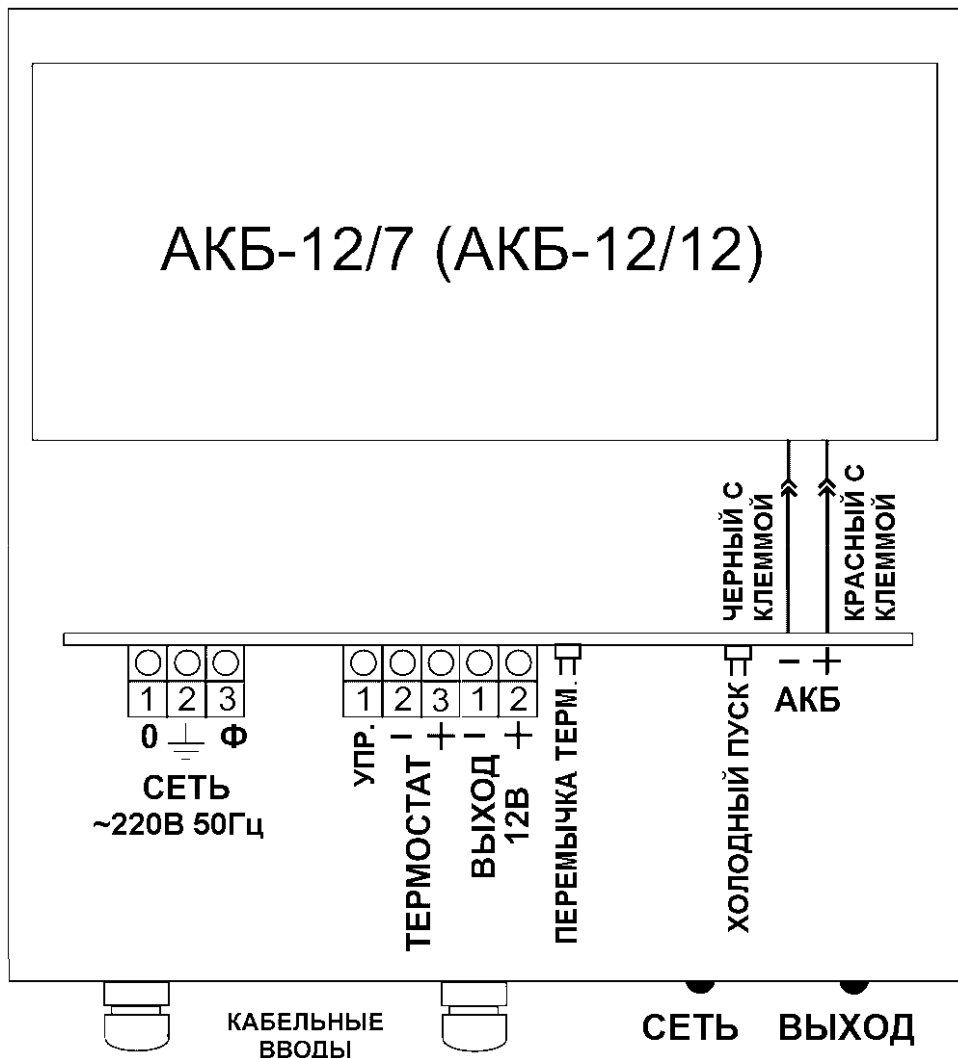 АКБ-12/7 (АКБ-12/12)
ЧЕРНЫЙ С
КЛЕММОЙ
КРАСНЫЙ С
КЛЕММОЙ
1 2 3
0 Ф
СЕТЬ
~220В 50Гц
1 2 3 1 2
УПР.
− + − +
ТЕРМОСТАТ
ВЫХОД
12В
ПЕРЕМЫЧКА ТЕРМ.
ХОЛОДНЫЙ ПУСК
− +
АКБ
КАБЕЛЬНЫЕ
ВВОДЫ
СЕТЬ
ВЫХОД